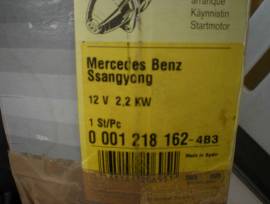 arranque
Käynnistin
Startmotor
Mercedes Benz
Ssangyong
12 V 2,2 KW
1 St/Pc
0 001 218 162-4B3
Made in Spain